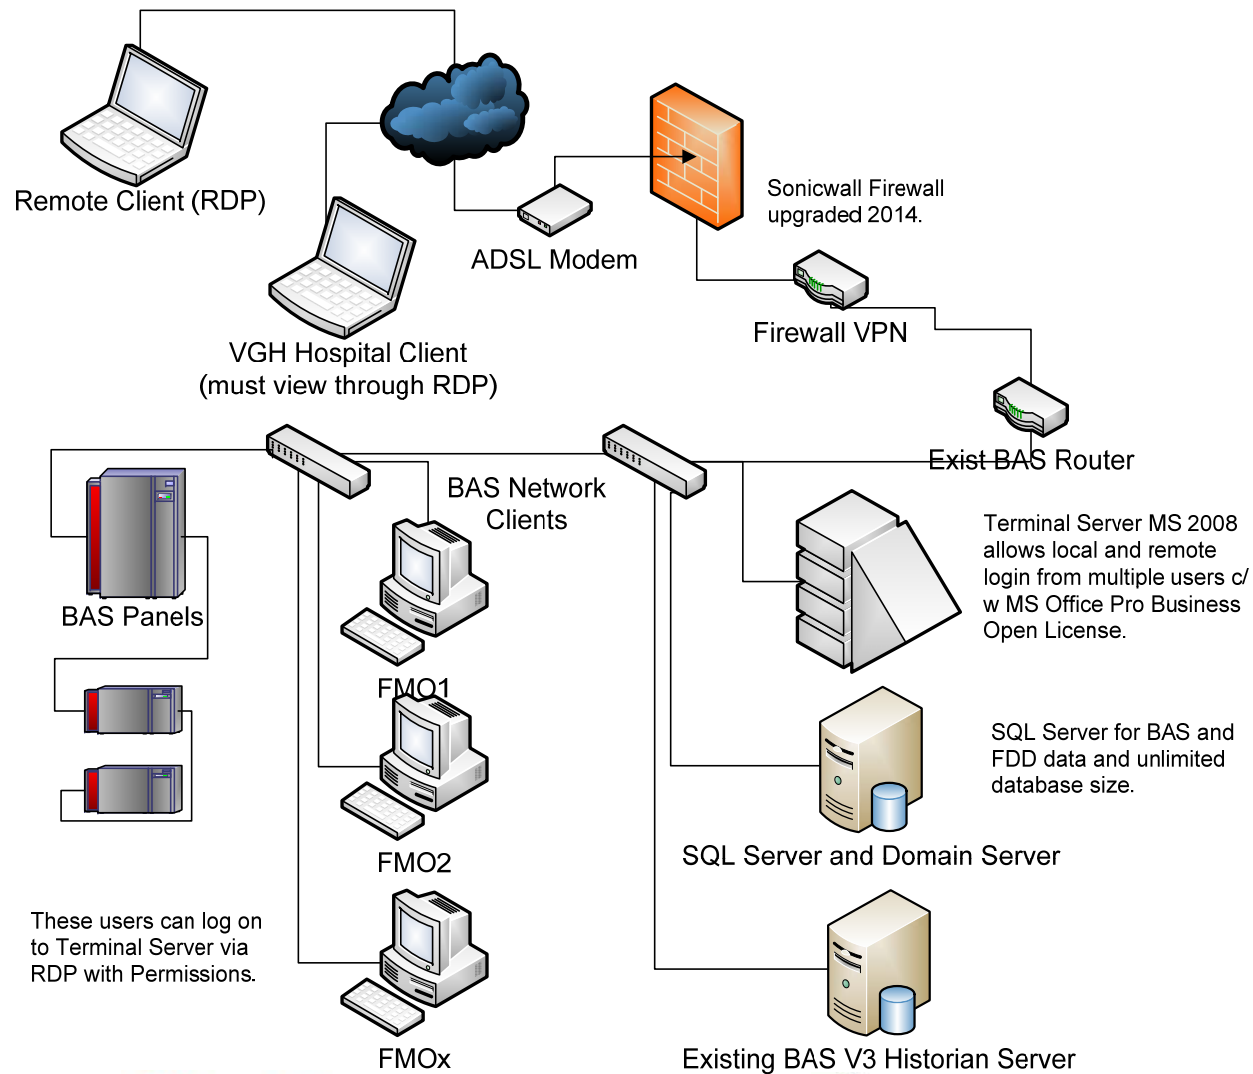 Remote Client (RDP)
Sonicwall Firewall
upgraded 2014.
ADSL Modem
Firewall VPN
VGH Hospital Client
(must view through RDP)
Exist BAS Router
BAS Network
Clients
Terminal Server MS 2008
allows local and remote
login from multiple users c/
w MS Office Pro Business
Open License.
BAS Panels
FMO1
SQL Server for BAS and
FDD data and unlimited
database size.
FMO2
SQL Server and Domain Server
These users can log on
to Terminal Server via
RDP with Permissions.
FMOx
Existing BAS V3 Historian Server